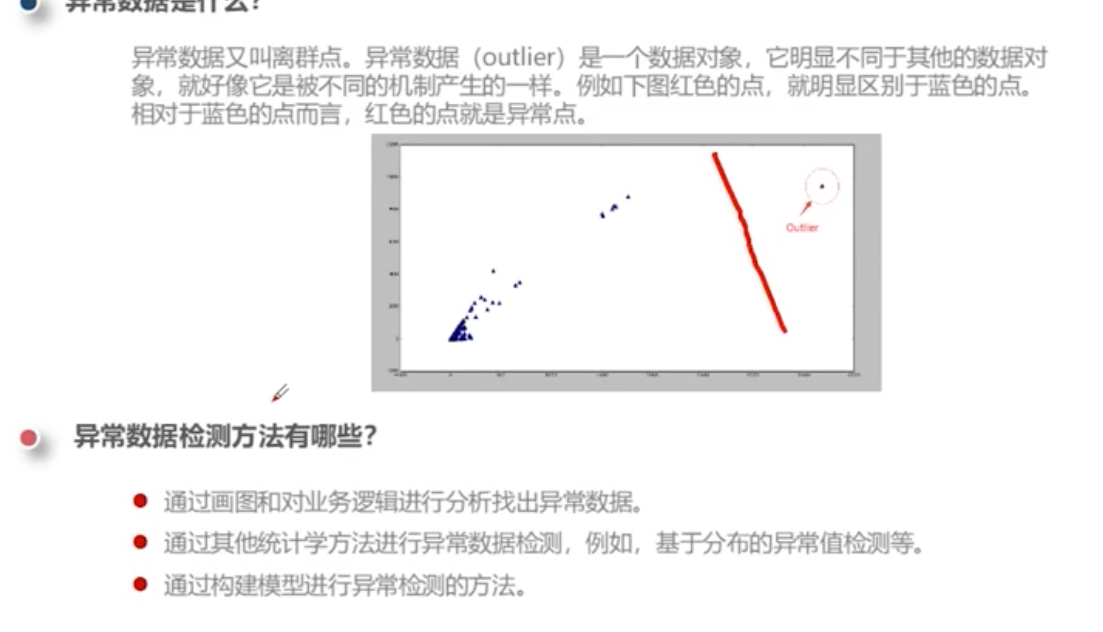 异常数据是什么？
异常数据又叫离群点。异常数据（outlier）是一个数据对象，它明显不同于其他的数据对
象，就好像它是被不同的机制产生的一样。例如下图红色的点，就明显区别于蓝色的点。
相对于蓝色的点而言，红色的点就是异常点。
Outlier
异常数据检测方法有哪些？
通过画图和对业务逻辑进行分析找出异常数据。
通过其他统计学方法进行异常数据检测，例如，基于分布的异常值检测等。
通过构建模型进行异常检测的方法。